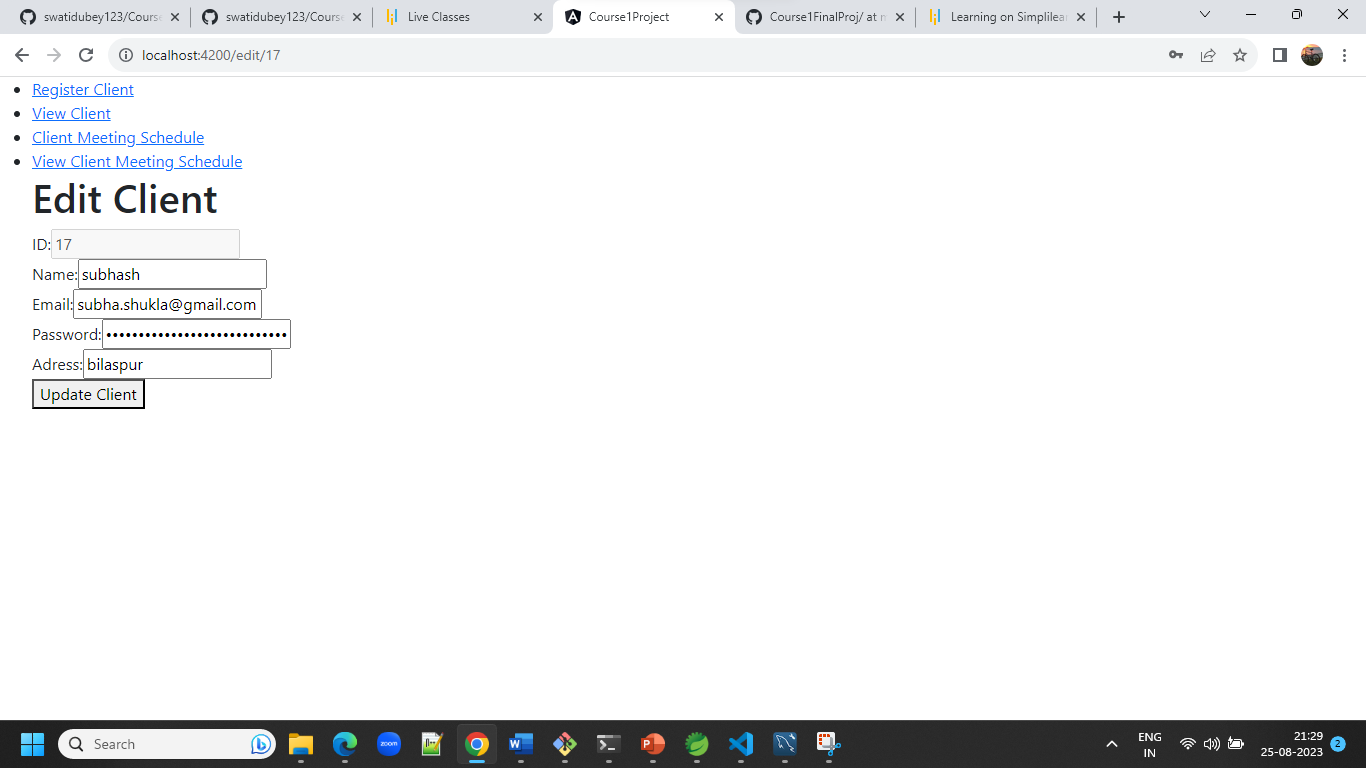 swatidubey123/Course
swatidubey123/Course
Live Classes
Course1Project
Course1FinalProj/ at m
Learning on Simplilear
localhost:4200/edit/17
Register Client
View Client
Client Meeting Schedule
View Client Meeting Schedule
Edit Client
ID: 17
Name: subhash
Email: subha.shukla@gmail.com
Password: ••••••••••••••••••••••••••••
Adress: bilaspur
Update Client
Search
zoom
ENG
IN
21:29
25-08-2023
2